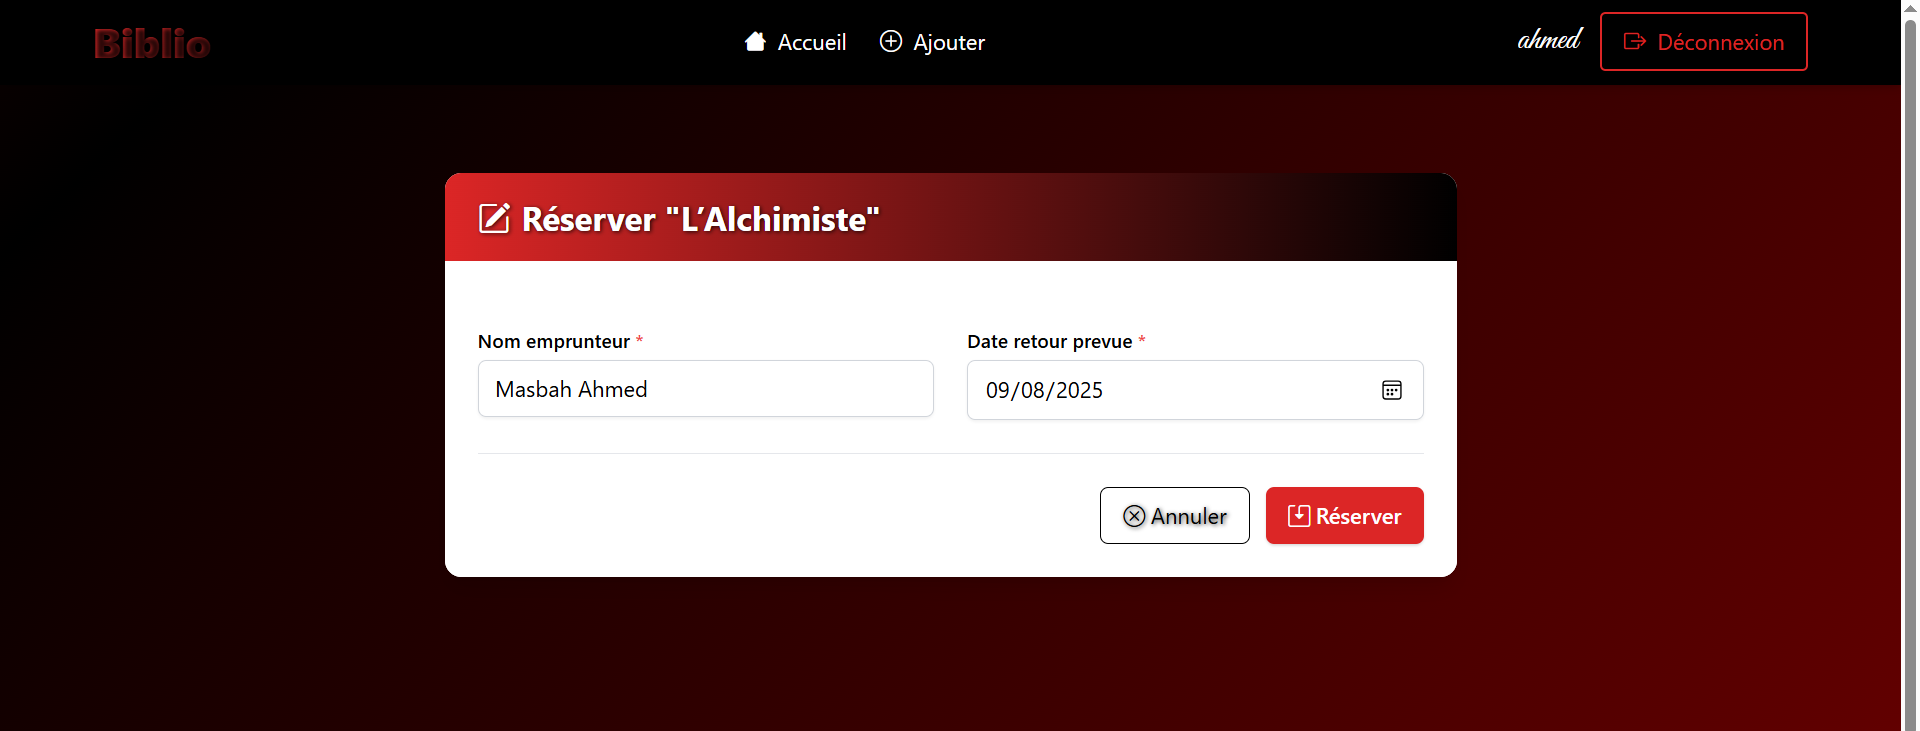 Biblio
Accueil
Ajouter
ahmed
Déconnexion
Réserver "L’Alchimiste"
Nom emprunteur *
Date retour prevue *
Masbah Ahmed
09/08/2025
Annuler
Réserver